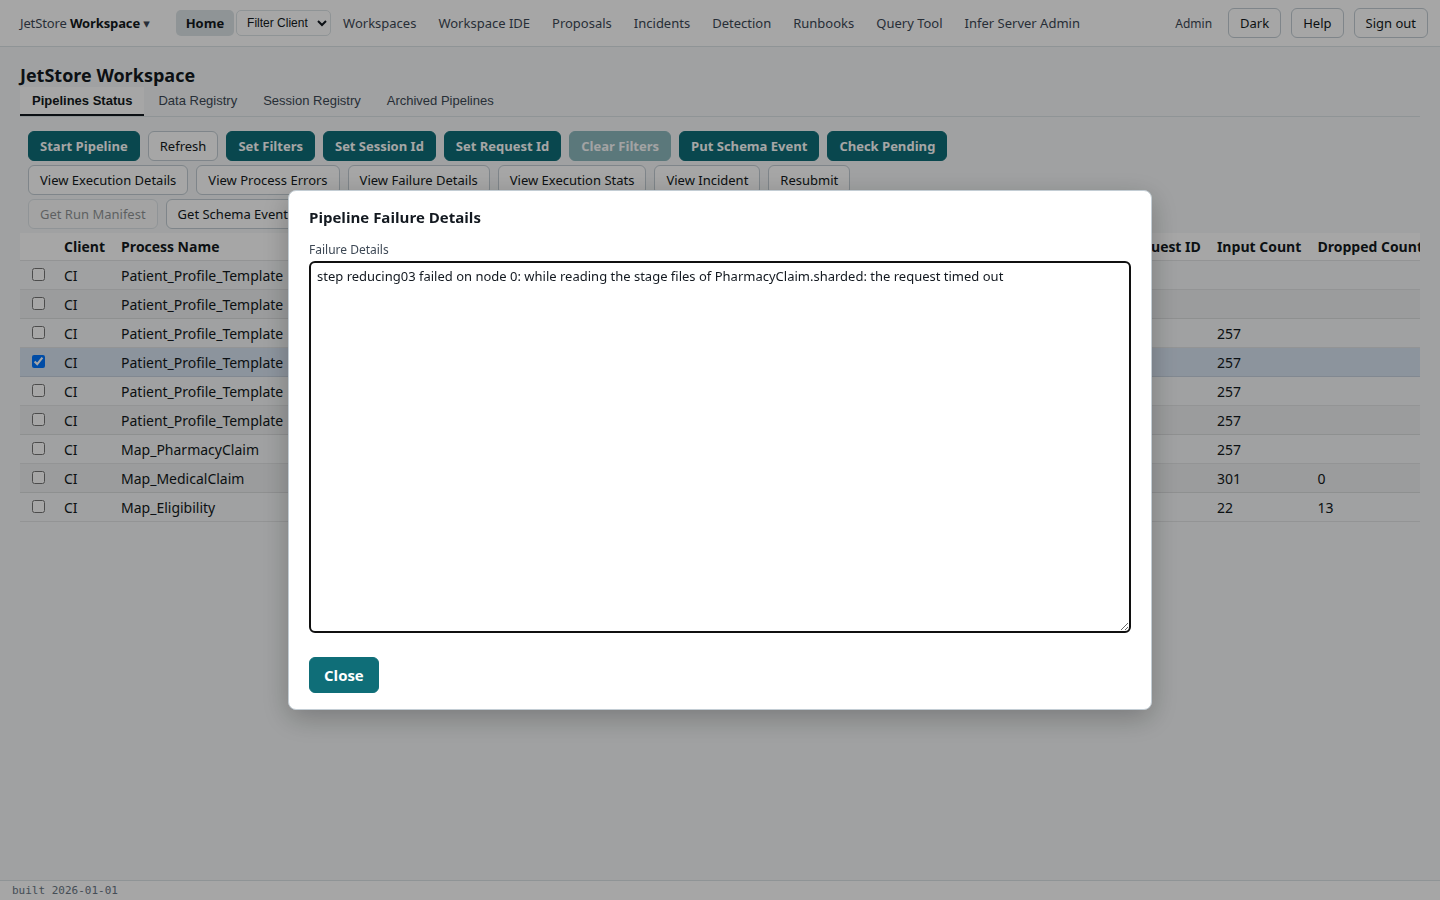 JetStore Workspace ▾ Home Filter Client Workspaces Workspace IDE Proposals Incidents Detection Runbooks Query Tool Infer Server Admin Admin Dark Help Sign out
JetStore Workspace
Pipelines Status Data Registry Session Registry Archived Pipelines
Start Pipeline Refresh Set Filters Set Session Id Set Request Id Clear Filters Put Schema Event Check Pending
View Execution Details View Process Errors View Failure Details View Execution Stats View Incident Resubmit
Get Run Manifest Get Schema Event
Pipeline Failure Details
Failure Details
step reducing03 failed on node 0: while reading the stage files of PharmacyClaim.sharded: the request timed out
Close
Client Process Name uest ID Input Count Dropped Count
CI Patient_Profile_Template
CI Patient_Profile_Template
CI Patient_Profile_Template 257
CI Patient_Profile_Template 257
CI Patient_Profile_Template 257
CI Patient_Profile_Template 257
CI Map_PharmacyClaim 257
CI Map_MedicalClaim 301 0
CI Map_Eligibility 22 13
built 2026-01-01